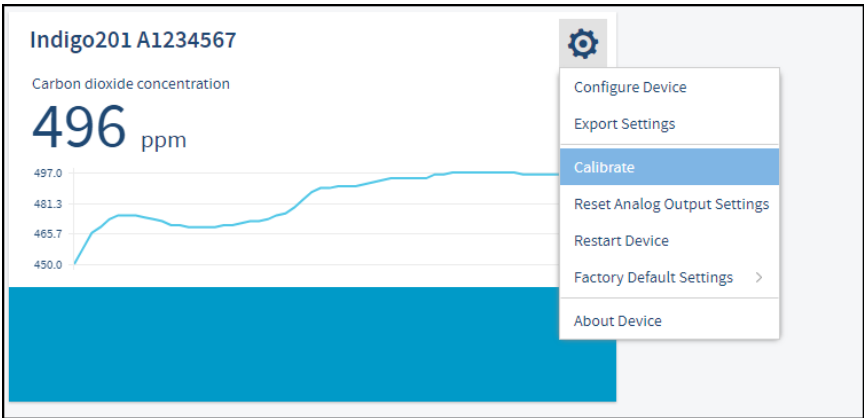 Indigo201 A1234567
Carbon dioxide concentration
496 ppm
497.0
481.3
465.7
450.0
Configure Device
Export Settings
Calibrate
Reset Analog Output Settings
Restart Device
Factory Default Settings
About Device